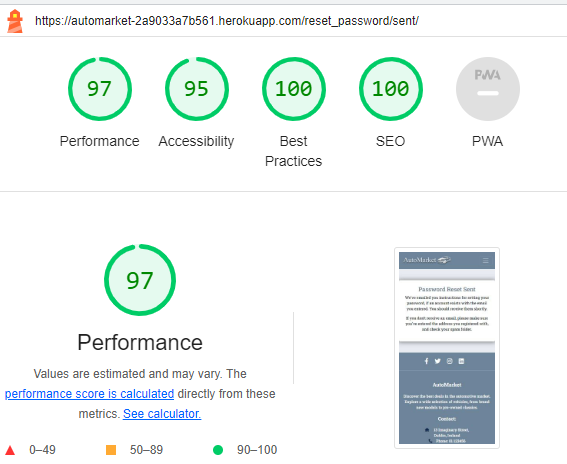 https://automarket-2a9033a7b561.herokuapp.com/reset_password/sent/
97
95
100
100
PWA
Performance
Accessibility
Best
Practices
SEO
PWA
97
Performance
Values are estimated and may vary. The
performance score is calculated directly from these
metrics. See calculator.
0–49
50–89
90–100
AutoMarket
Password Reset Sent
We've emailed you instructions for setting your
password, if an account exists with the email
you entered. You should receive them shortly.
If you don't receive an email, please make sure
you've entered the address you registered with,
and check your spam folder.
AutoMarket
Discover the best deals in the automotive market.
Explore a wide selection of vehicles, from brand
new models to pre-owned classics.
Contact
Dublin, Ireland